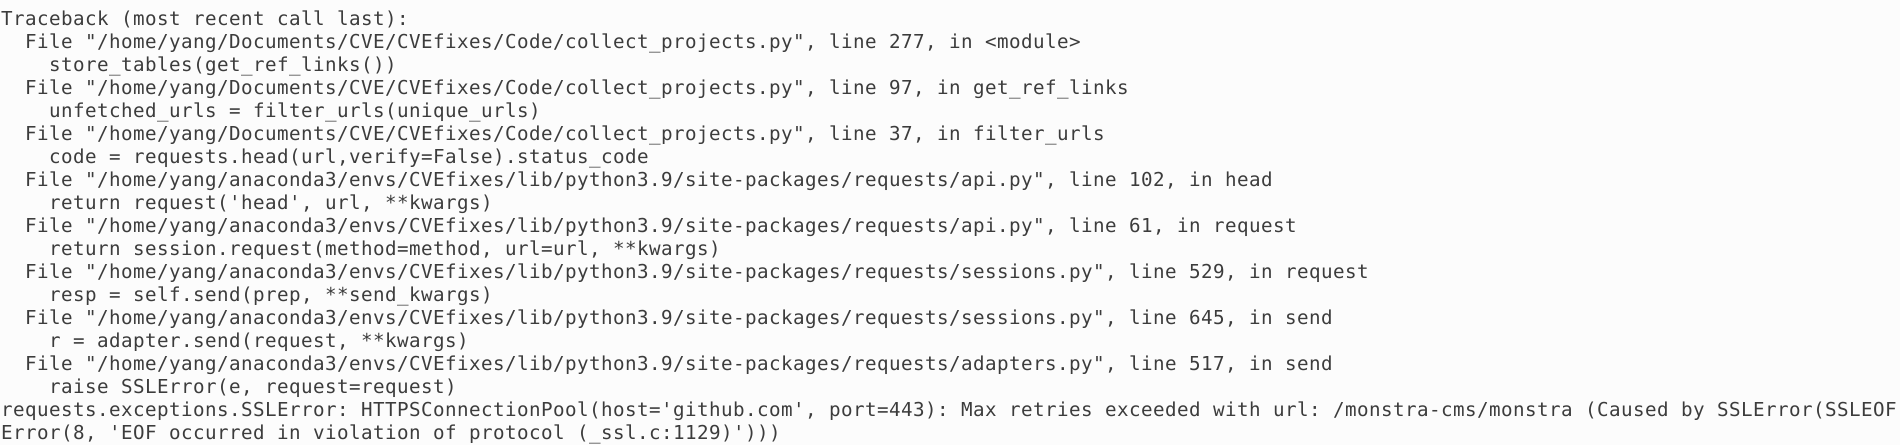 Traceback (most recent call last):
  File "/home/yang/Documents/CVE/CVEfixes/Code/collect_projects.py", line 277, in <module>
    store_tables(get_ref_links())
  File "/home/yang/Documents/CVE/CVEfixes/Code/collect_projects.py", line 97, in get_ref_links
    unfetched_urls = filter_urls(unique_urls)
  File "/home/yang/Documents/CVE/CVEfixes/Code/collect_projects.py", line 37, in filter_urls
    code = requests.head(url,verify=False).status_code
  File "/home/yang/anaconda3/envs/CVEfixes/lib/python3.9/site-packages/requests/api.py", line 102, in head
    return request('head', url, **kwargs)
  File "/home/yang/anaconda3/envs/CVEfixes/lib/python3.9/site-packages/requests/api.py", line 61, in request
    return session.request(method=method, url=url, **kwargs)
  File "/home/yang/anaconda3/envs/CVEfixes/lib/python3.9/site-packages/requests/sessions.py", line 529, in request
    resp = self.send(prep, **send_kwargs)
  File "/home/yang/anaconda3/envs/CVEfixes/lib/python3.9/site-packages/requests/sessions.py", line 645, in send
    r = adapter.send(request, **kwargs)
  File "/home/yang/anaconda3/envs/CVEfixes/lib/python3.9/site-packages/requests/adapters.py", line 517, in send
    raise SSLError(e, request=request)
requests.exceptions.SSLError: HTTPSConnectionPool(host='github.com', port=443): Max retries exceeded with url: /monstra-cms/monstra (Caused by SSLError(SSLEOF
Error(8, 'EOF occurred in violation of protocol (_ssl.c:1129)')))